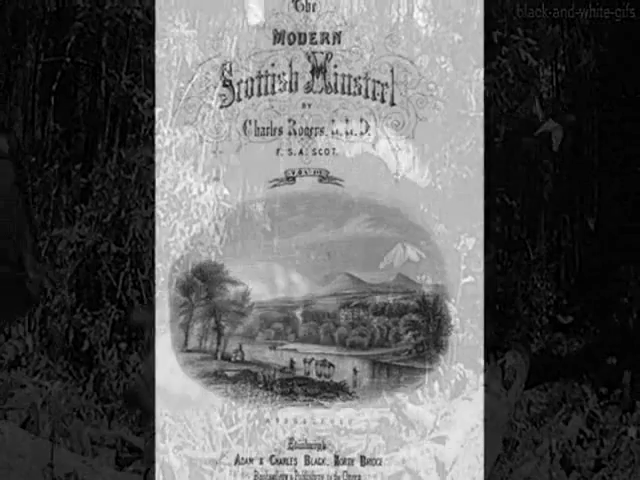 black-and-white-gifs
The
MODERN
Scottish Minstrel
BY
Charles Rogers, L.L.D.
F. S. A. SCOT.
Edinburgh
ADAM & CHARLES BLACK, NORTH BRIDGE